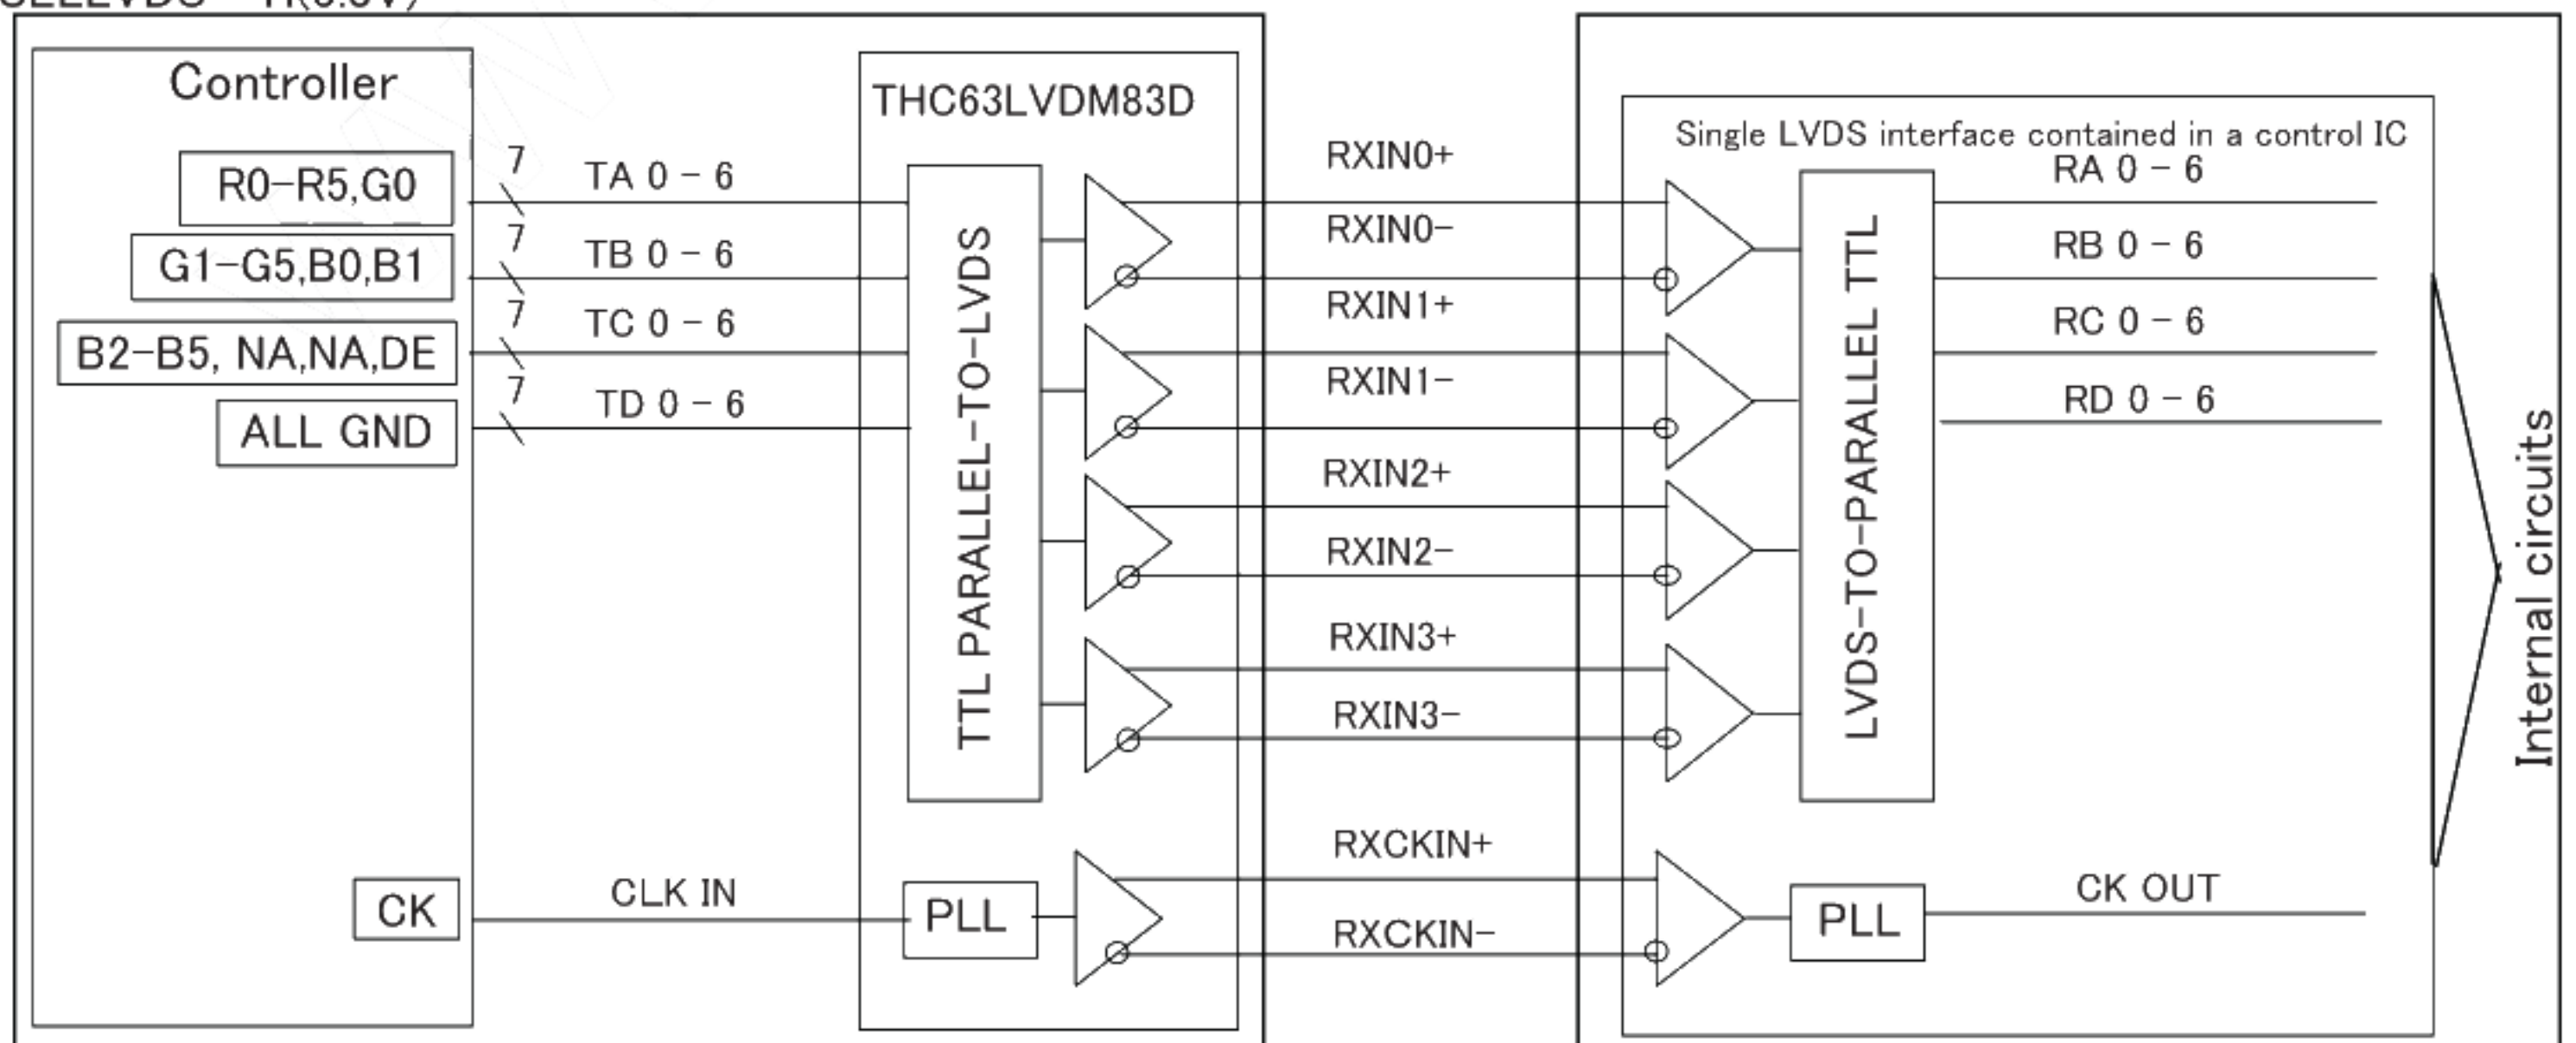 Controller
R0-R5,G0
G1-G5,B0,B1
B2-B5, NA,NA,DE
ALL GND
CK
7
TA 0 - 6
7
TB 0 - 6
7
TC 0 - 6
7
TD 0 - 6
CLK IN
THC63LVDM83D
TTL PARALLEL-TO-LVDS
PLL
RXIN0+
RXIN0-
RXIN1+
RXIN1-
RXIN2+
RXIN2-
RXIN3+
RXIN3-
RXCKIN+
RXCKIN-
Single LVDS interface contained in a control IC
LVDS-TO-PARALLEL TTL
PLL
RA 0 - 6
RB 0 - 6
RC 0 - 6
RD 0 - 6
CK OUT
Internal circuits